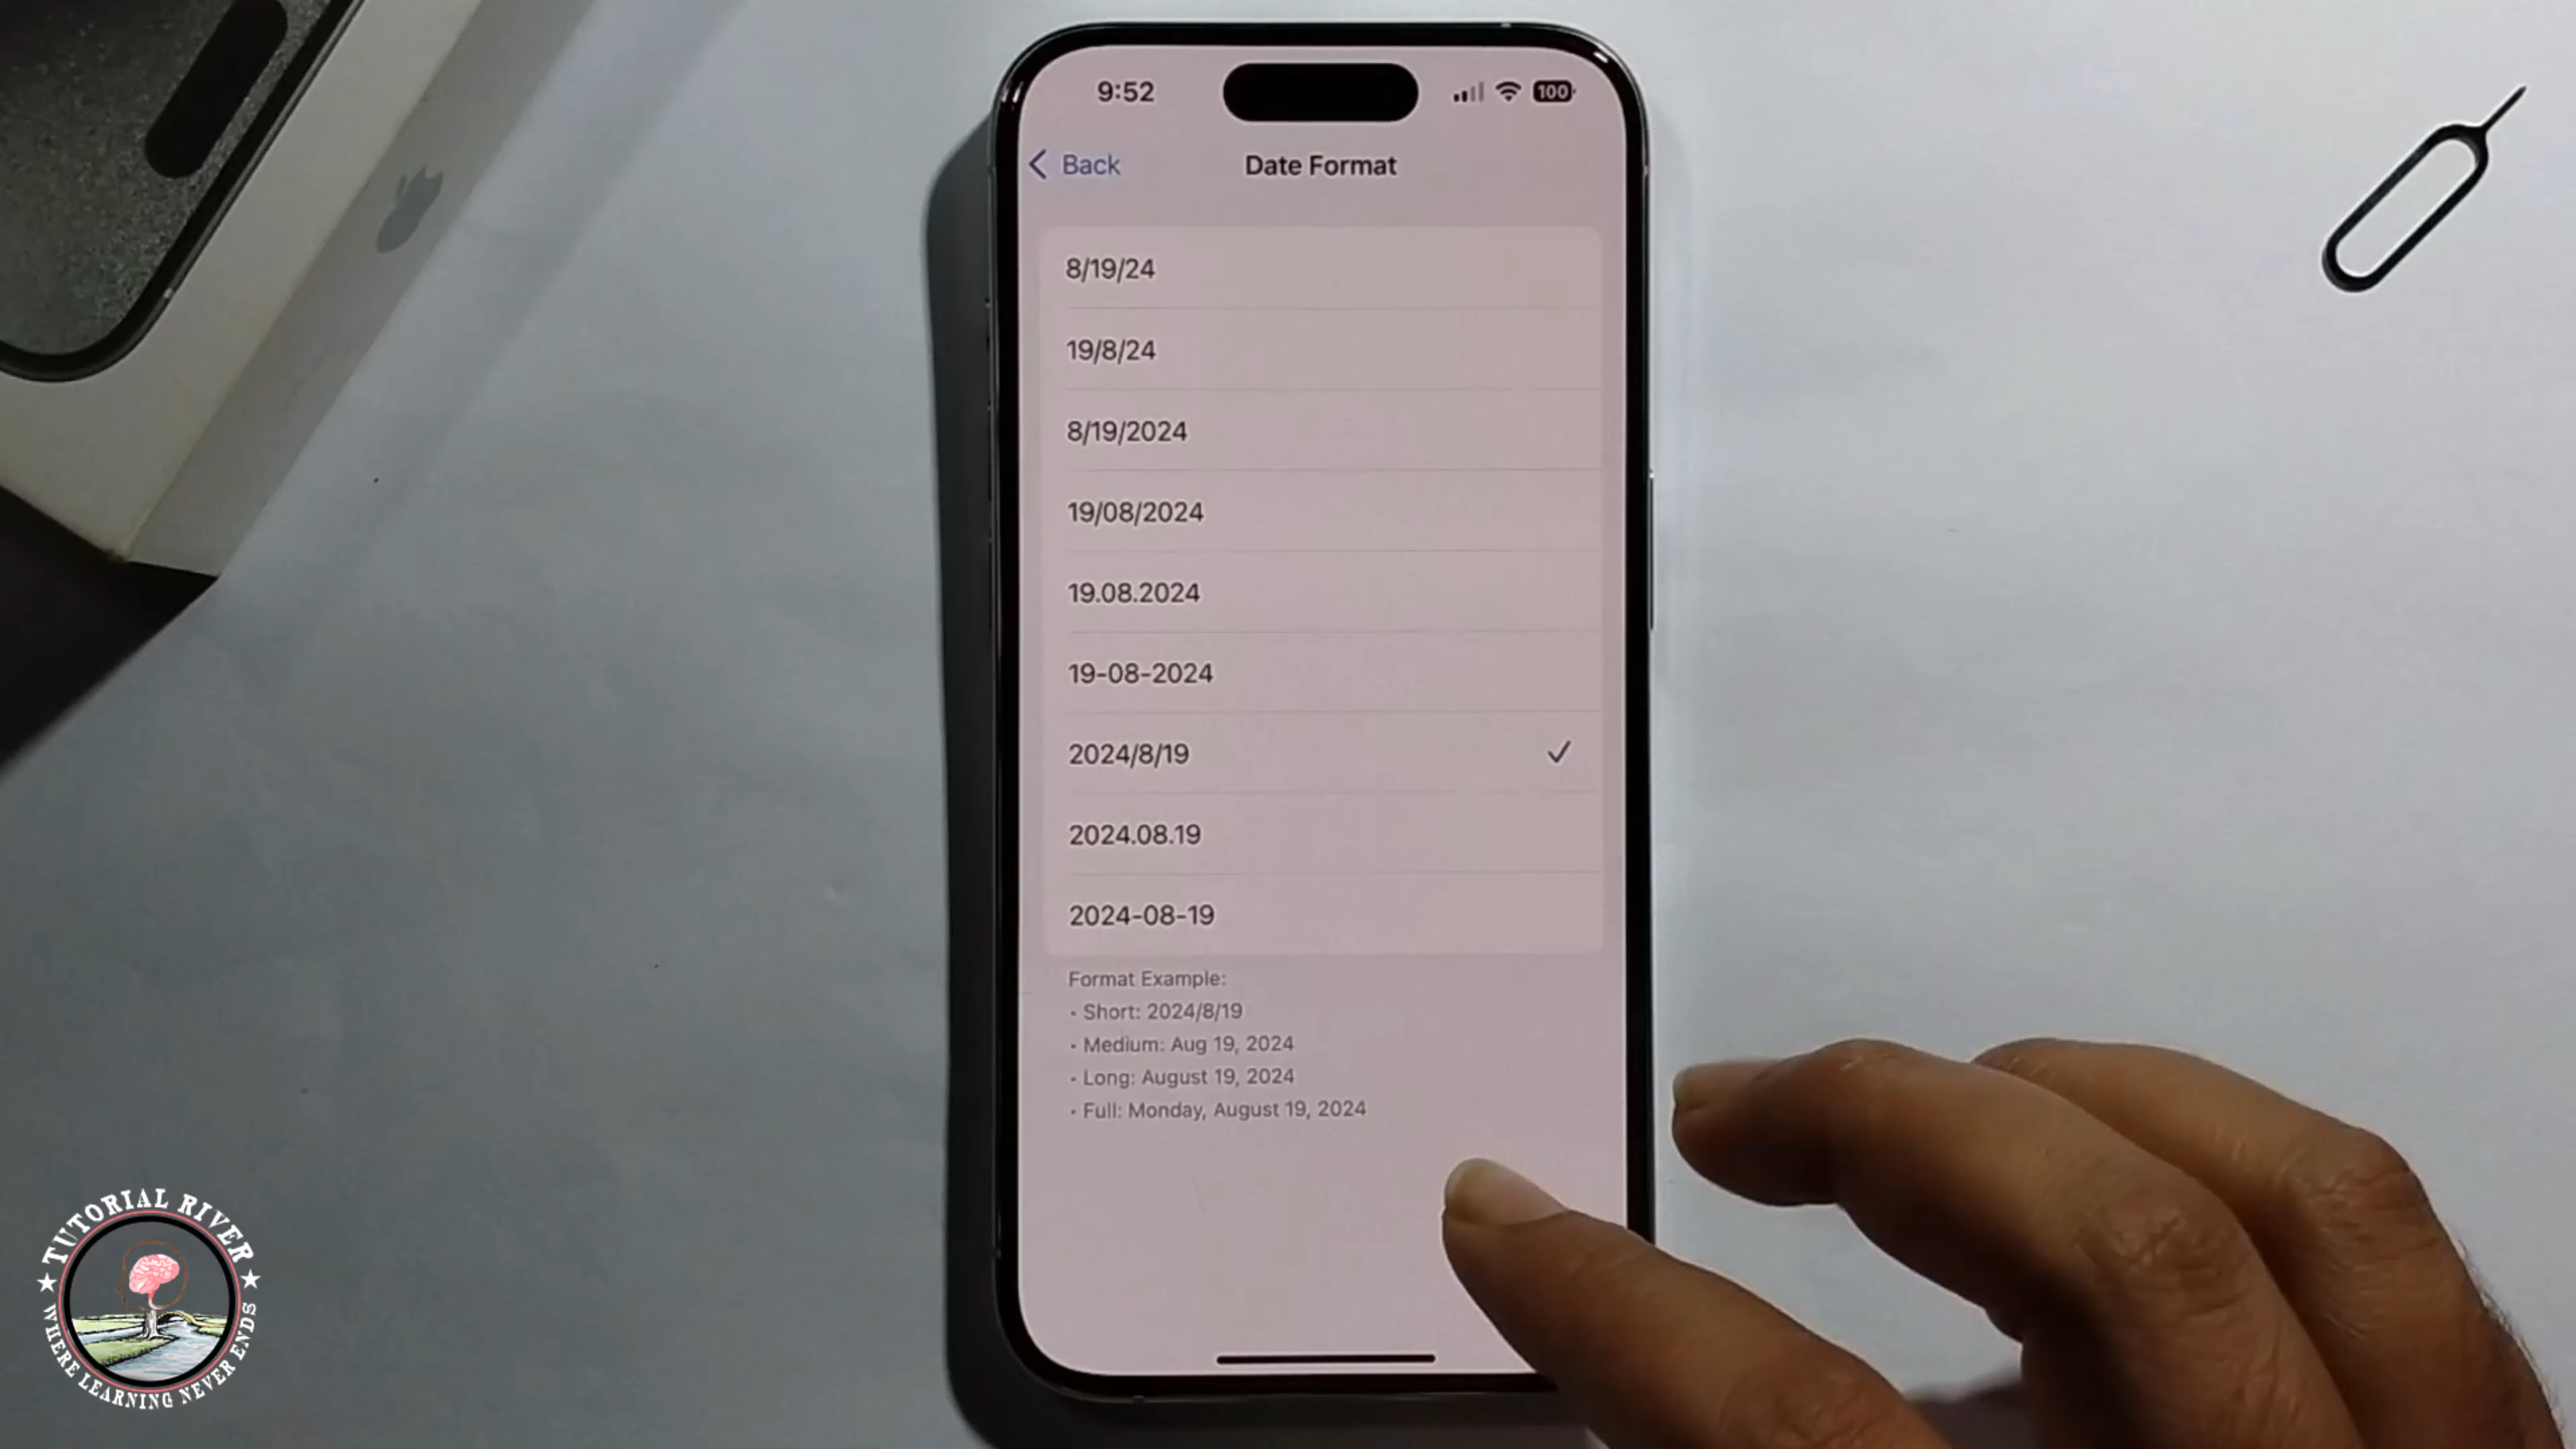 9:52
100
Back
Date Format
8/19/24
19/8/24
8/19/2024
19/08/2024
19.08.2024
19-08-2024
2024/8/19
2024.08.19
2024-08-19
Format Example:
• Short: 2024/8/19
• Medium: Aug 19, 2024
• Long: August 19, 2024
• Full: Monday, August 19, 2024
TUTORIAL RIVER
WHERE LEARNING NEVER ENDS